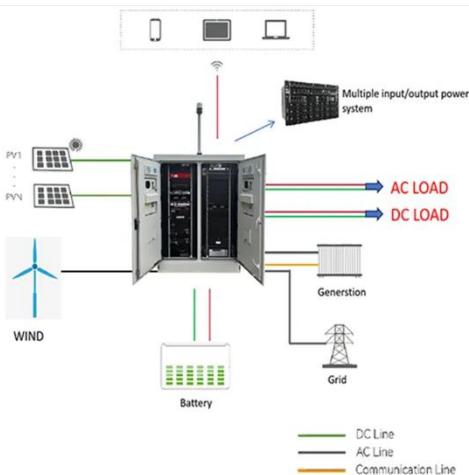 Multiple input/output power
system
PV1
PVN
AC LOAD
DC LOAD
WIND
Generstion
Grid
Battery
DC Line
AC Line
Communication Line